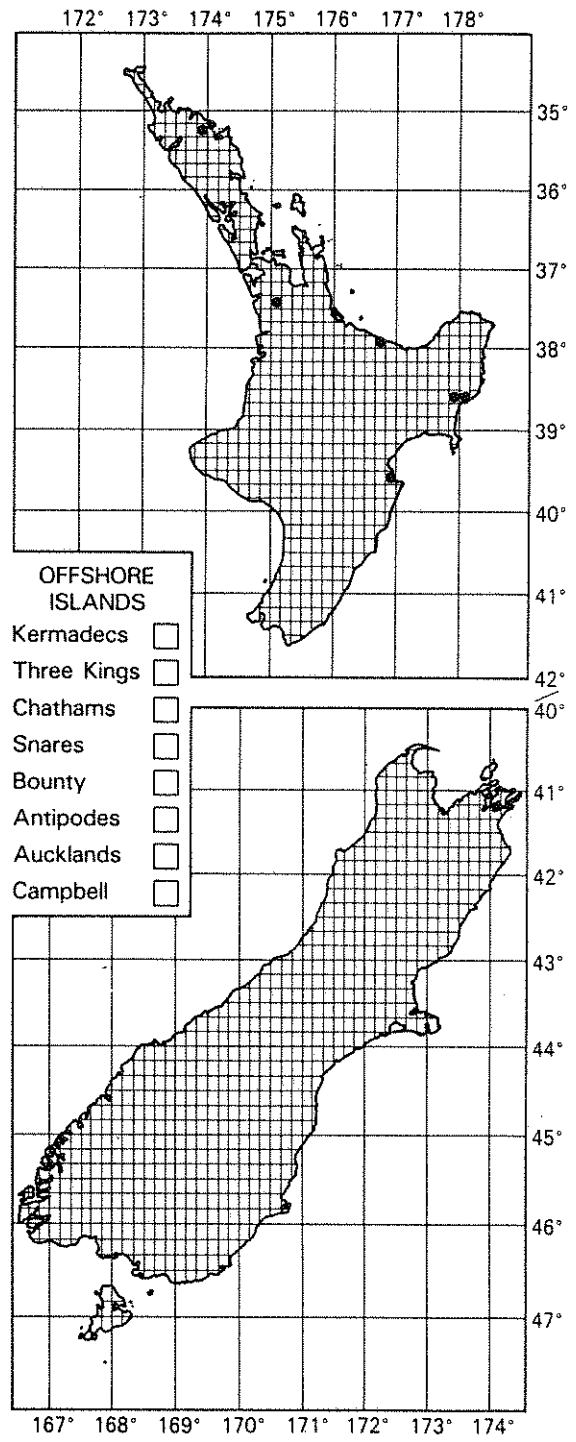 172° 173° 174° 175° 176° 177° 178°
35°
36°
37°
38°
39°
40°
41°
42°
OFFSHORE
ISLANDS
Kermadecs
Three Kings
Chathams
Snares
Bounty
Antipodes
Aucklands
Campbell
40°
41°
42°
43°
44°
45°
46°
47°
167° 168° 169° 170° 171° 172° 173° 174°